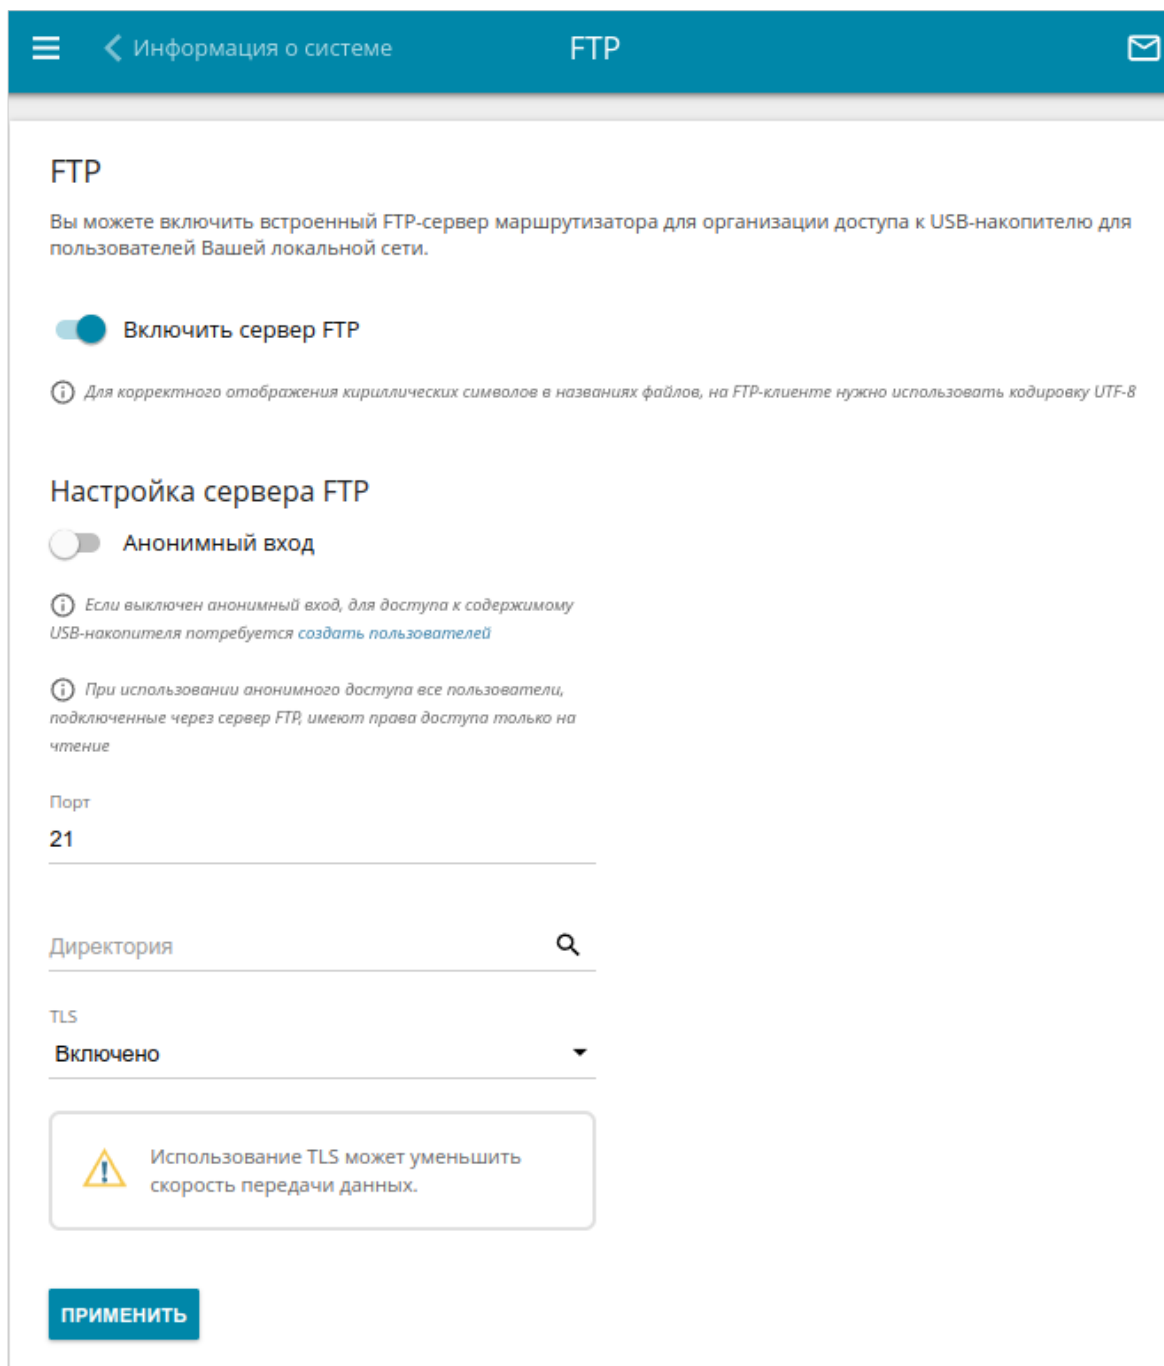 Информация о системе
FTP
FTP
Вы можете включить встроенный FTP-сервер маршрутизатора для организации доступа к USB-накопителю для
пользователей Вашей локальной сети.
Включить сервер FTP
Для корректного отображения кириллических символов в названиях файлов, на FTP-клиенте нужно использовать кодировку UTF-8
Настройка сервера FTP
Анонимный вход
Если выключен анонимный вход, для доступа к содержимому
USB-накопителя потребуется создать пользователей
При использовании анонимного доступа все пользователи,
подключенные через сервер FTP, имеют права доступа только на
чтение
Порт
21
Директория
TLS
Включено
Использование TLS может уменьшить
скорость передачи данных.
ПРИМЕНИТЬ